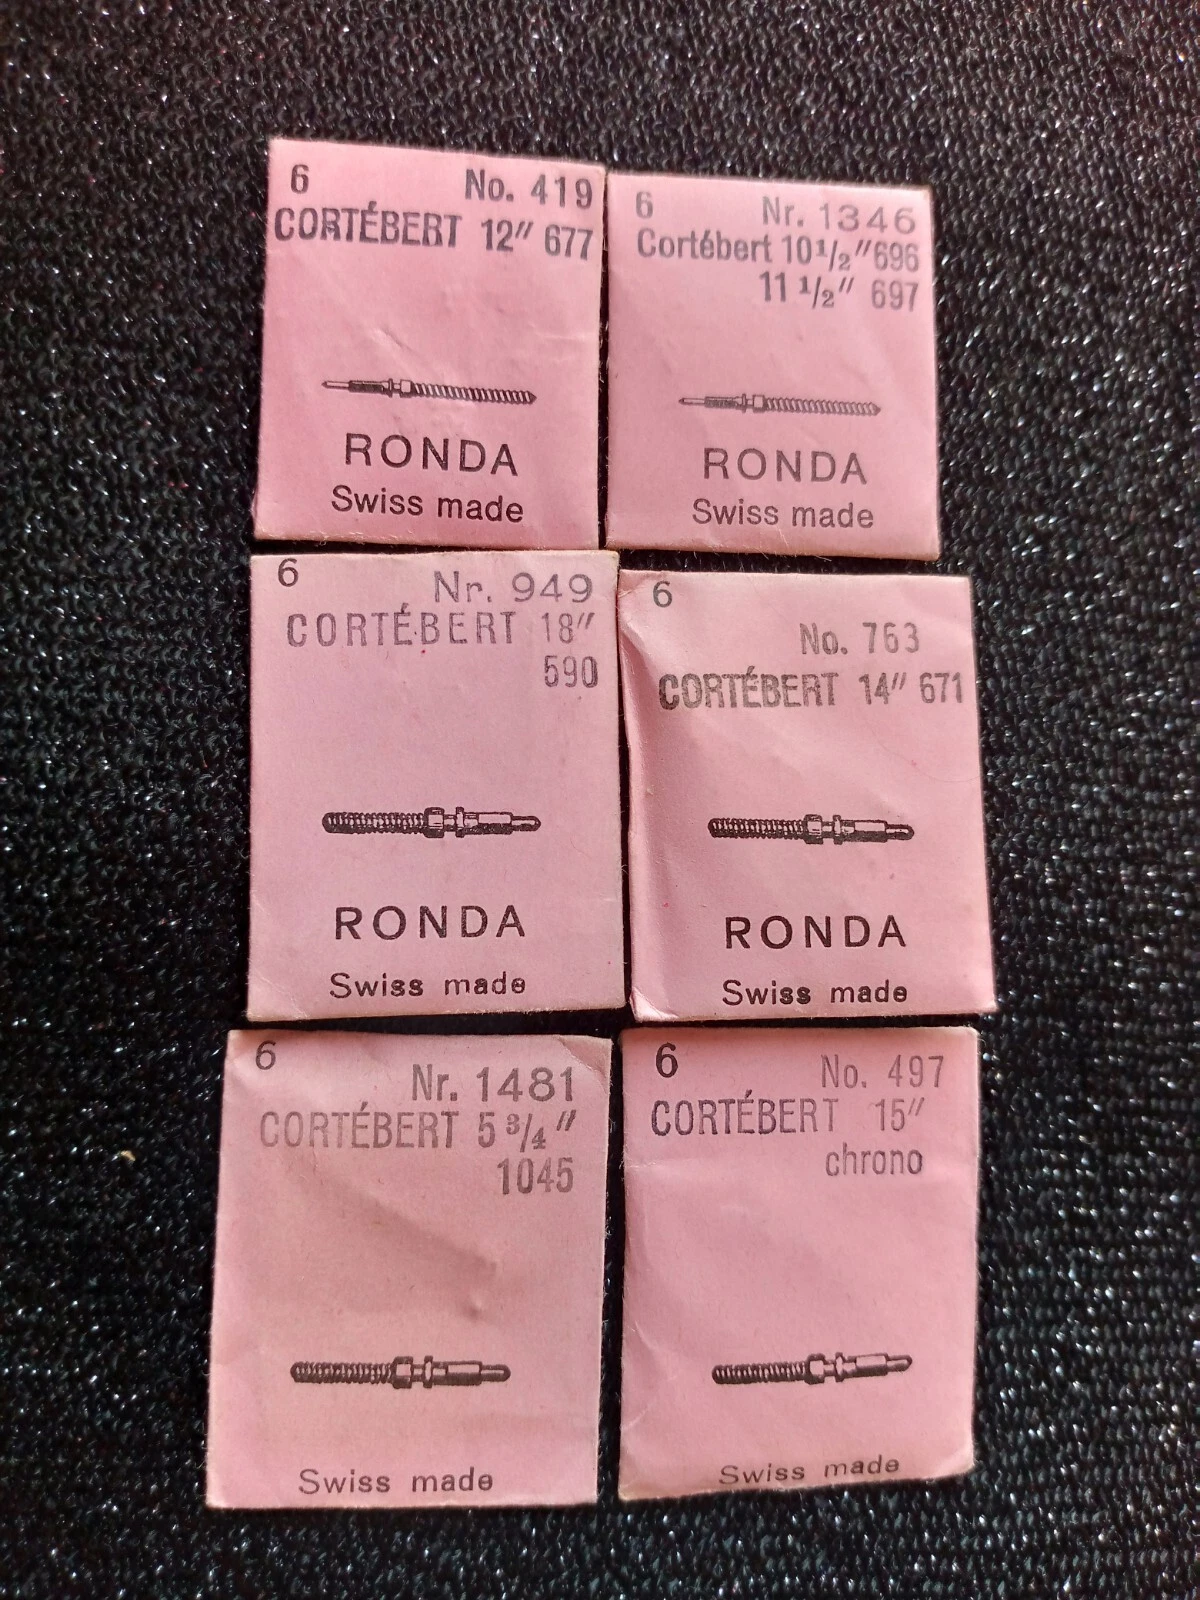 6 No. 419
CORTÉBERT 12′′ 677
RONDA
Swiss made
6 Nr. 1346
Cortébert 10 1/2′′ 696
11 1/2′′ 697
RONDA
Swiss made
6 Nr. 949
CORTÉBERT 18′′
590
RONDA
Swiss made
6
No. 763
CORTÉBERT 14′′ 671
RONDA
Swiss made
6
Nr. 1481
CORTÉBERT 5 3/4′′
1045
Swiss made
6 No. 497
CORTÉBERT 15′′
chrono
Swiss made